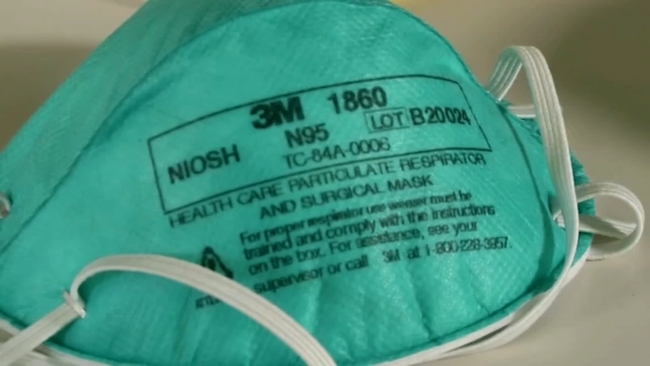 3M 1860
NIOSH N95 LOT B20024
TC-84A-0006
HEALTH CARE PARTICULATE RESPIRATOR
AND SURGICAL MASK
For proper respirator use wearer must be
trained and comply with the instructions
on the box. For assistance, see your
supervisor or call 3M at 1-800-228-3957.